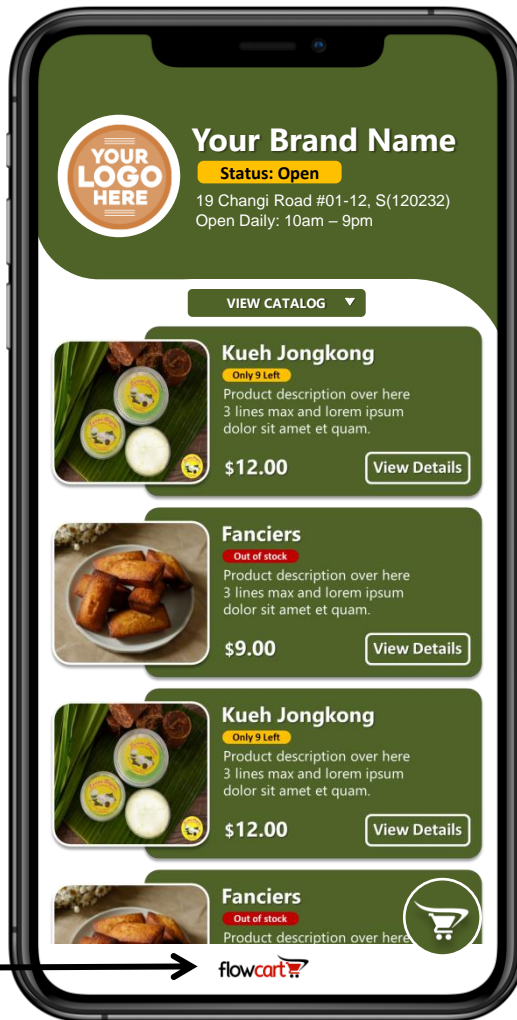 YOUR
LOGO
HERE
Your Brand Name
Status: Open
19 Changi Road #01-12, S(120232)
Open Daily: 10am – 9pm
VIEW CATALOG
Kueh Jongkong
Only 9 Left
Product description over here
3 lines max and lorem ipsum
dolor sit amet et quam.
$12.00
View Details
Fanciers
Out of stock
Product description over here
3 lines max and lorem ipsum
dolor sit amet et quam.
$9.00
View Details
Kueh Jongkong
Only 9 Left
Product description over here
3 lines max and lorem ipsum
dolor sit amet et quam.
$12.00
View Details
Fanciers
Out of stock
Product description over here
flowcart